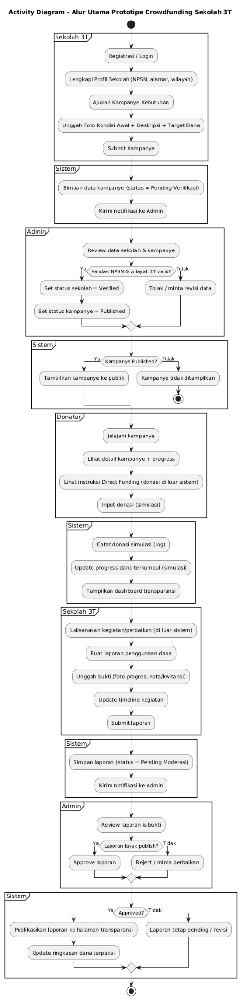 Activity Diagram - Alur Utama Prototipe Crowdfunding Sekolah 3T
Sekolah 3T
Registrasi / Login
Lengkapi Profil Sekolah (NPSN, alamat, wilayah)
Ajukan Kampanye Kebutuhan
Unggah Foto Kondisi Awal + Deskripsi + Target Dana
Submit Kampanye
Sistem
Simpan data kampanye (status = Pending Verifikasi)
Kirim notifikasi ke Admin
Admin
Review data sekolah & kampanye
Ya
Validasi NPSN & wilayah 3T valid?
Tidak
Set status sekolah = Verified
Tolak / minta revisi data
Set status kampanye = Published
Sistem
Ya
Kampanye Published?
Tidak
Tampilkan kampanye ke publik
Kampanye tidak ditampilkan
Donatur
Jelajahi kampanye
Lihat detail kampanye + progress
Lihat instruksi Direct Funding (donasi di luar sistem)
Input donasi (simulasi)
Sistem
Catat donasi simulasi (log)
Update progress dana terkumpul (simulasi)
Tampilkan dashboard transparansi
Sekolah 3T
Laksanakan kegiatan/perbaikan (di luar sistem)
Buat laporan penggunaan dana
Unggah bukti (foto progres, nota/kwitansi)
Update timeline kegiatan
Submit laporan
Sistem
Simpan laporan (status = Pending Moderasi)
Kirim notifikasi ke Admin
Admin
Review laporan & bukti
Ya
Laporan layak publish?
Tidak
Approve laporan
Reject / minta perbaikan
Sistem
Ya
Approved?
Tidak
Publikasikan laporan ke halaman transparansi
Laporan tetap pending / revisi
Update ringkasan dana terpakai